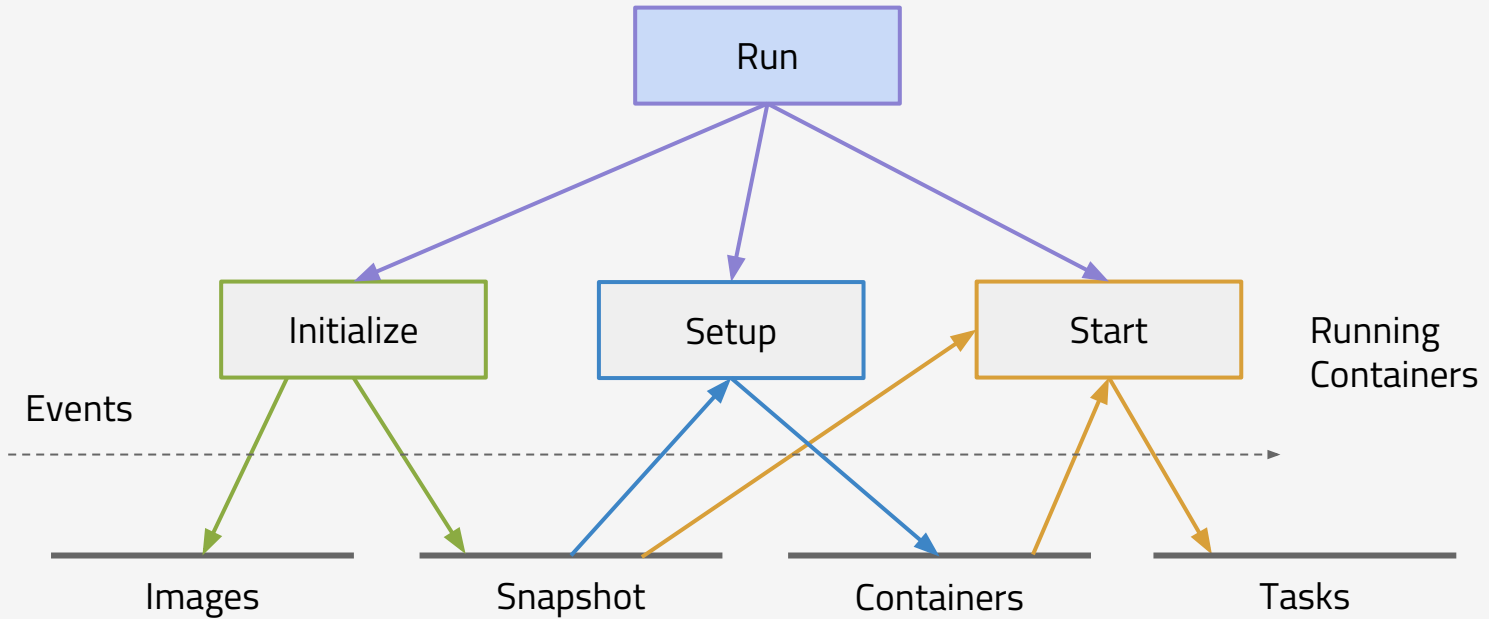 Run
Initialize
Setup
Start
Running
Containers
Events
Images
Snapshot
Containers
Tasks